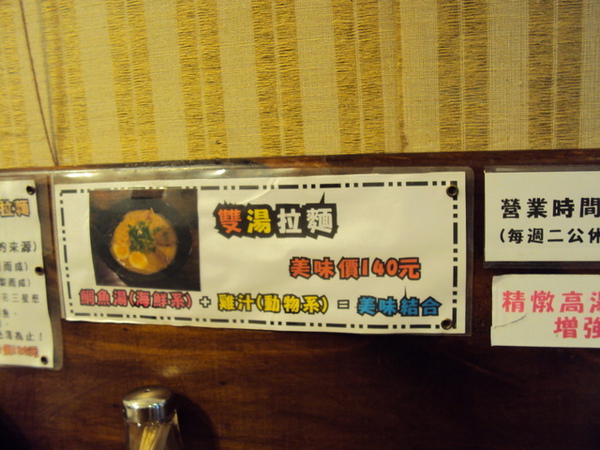 雙湯拉麵
美味價140元
鯛魚湯(海鮮系) + 雞汁(動物系) = 美味結合
營業時間
(每週二公休
精燉高湯
增強
拉麵